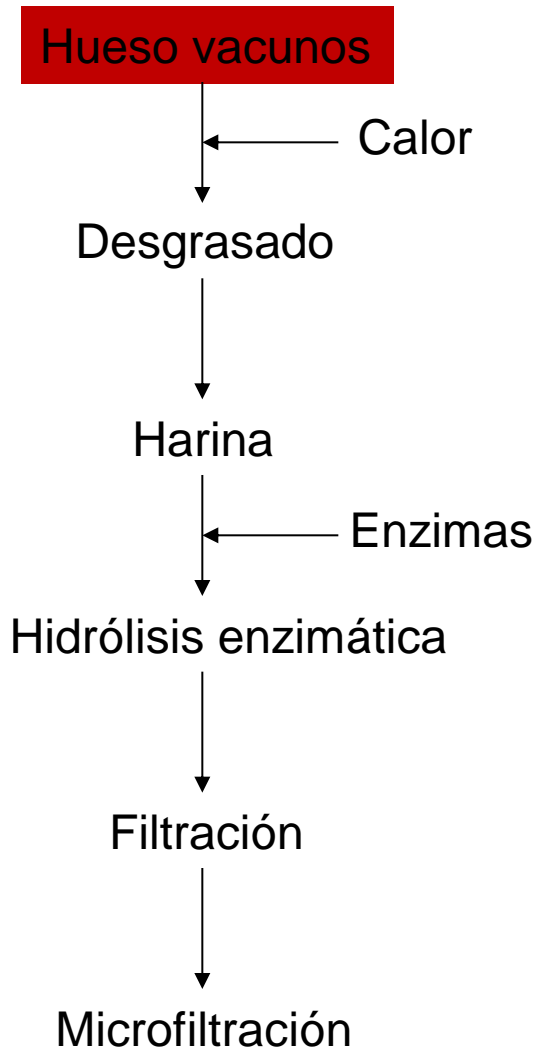 Hueso vacunos
Calor
Desgrasado
Harina
Enzimas
Hidrólisis enzimática
Filtración
Microfiltración